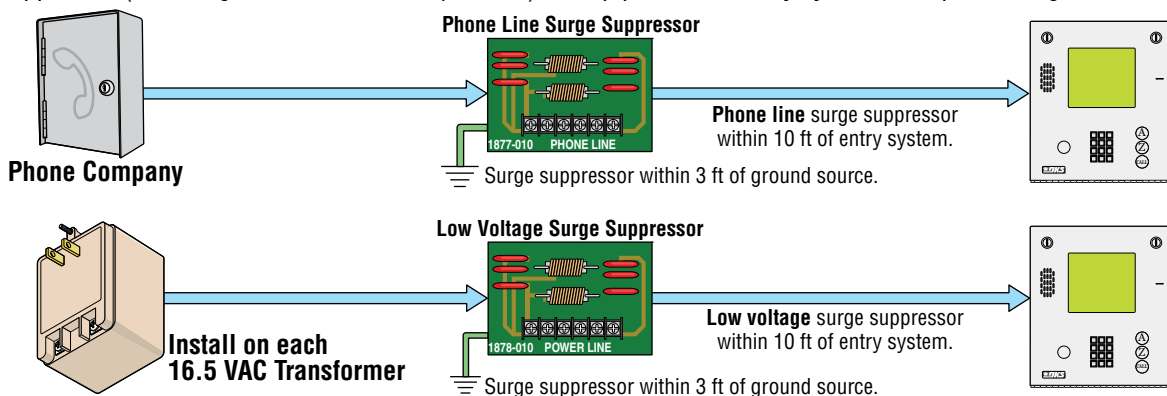 Phone Line Surge Suppressor
1877-010 PHONE LINE
Phone line surge suppressor
within 10 ft of entry system.
A
Z
CALL
Phone Company
Surge suppressor within 3 ft of ground source.
Low Voltage Surge Suppressor
1878-010 POWER LINE
Low voltage surge suppressor
within 10 ft of entry system.
A
Z
CALL
Install on each
16.5 VAC Transformer
Surge suppressor within 3 ft of ground source.